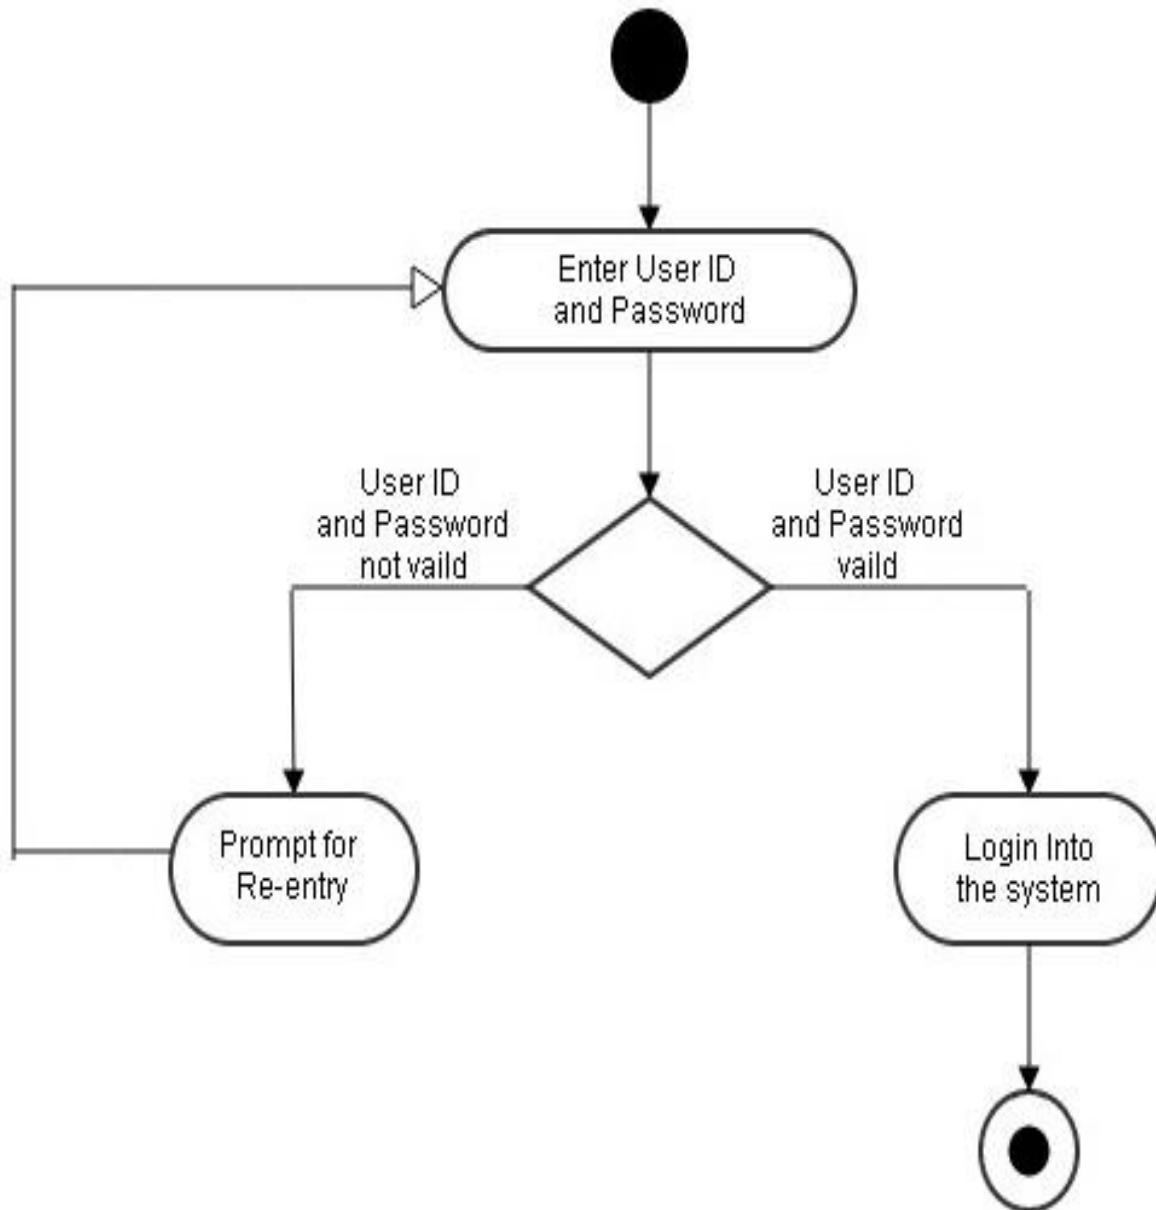 Enter User ID
and Password
User ID
and Password
not vaild
User ID
and Password
vaild
Prompt for
Re-entry
Login Into
the system